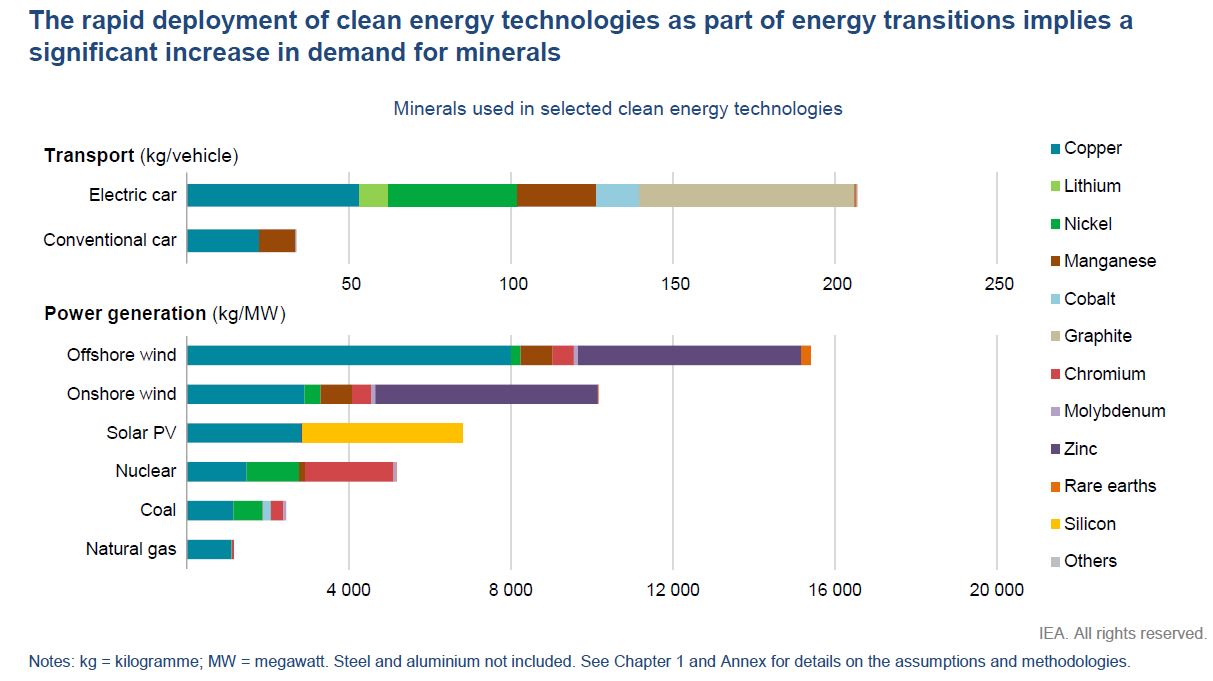 The rapid deployment of clean energy technologies as part of energy transitions implies a
significant increase in demand for minerals
Minerals used in selected clean energy technologies
Transport (kg/vehicle)
Electric car
Conventional car
50
100
150
200
250
Power generation (kg/MW)
Offshore wind
Onshore wind
Solar PV
Nuclear
Coal
Natural gas
4 000
8 000
12 000
16 000
20 000
Copper
Lithium
Nickel
Manganese
Cobalt
Graphite
Chromium
Molybdenum
Zinc
Rare earths
Silicon
Others
IEA. All rights reserved.
Notes: kg = kilogramme; MW = megawatt. Steel and aluminium not included. See Chapter 1 and Annex for details on the assumptions and methodologies.